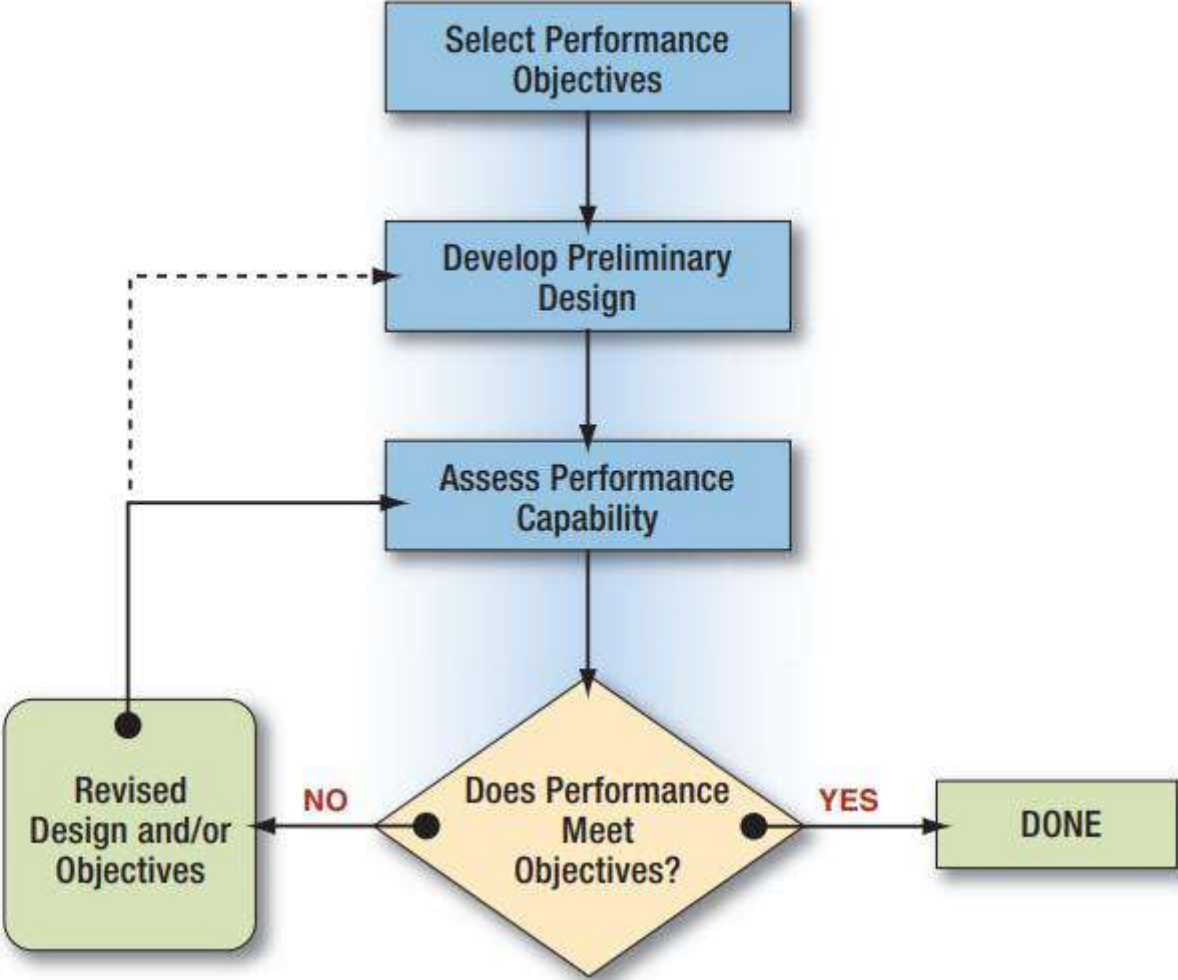 Select Performance
Objectives
Develop Preliminary
Design
Assess Performance
Capability
Revised
Design and/or
Objectives
NO
Does Performance
Meet
Objectives?
YES
DONE